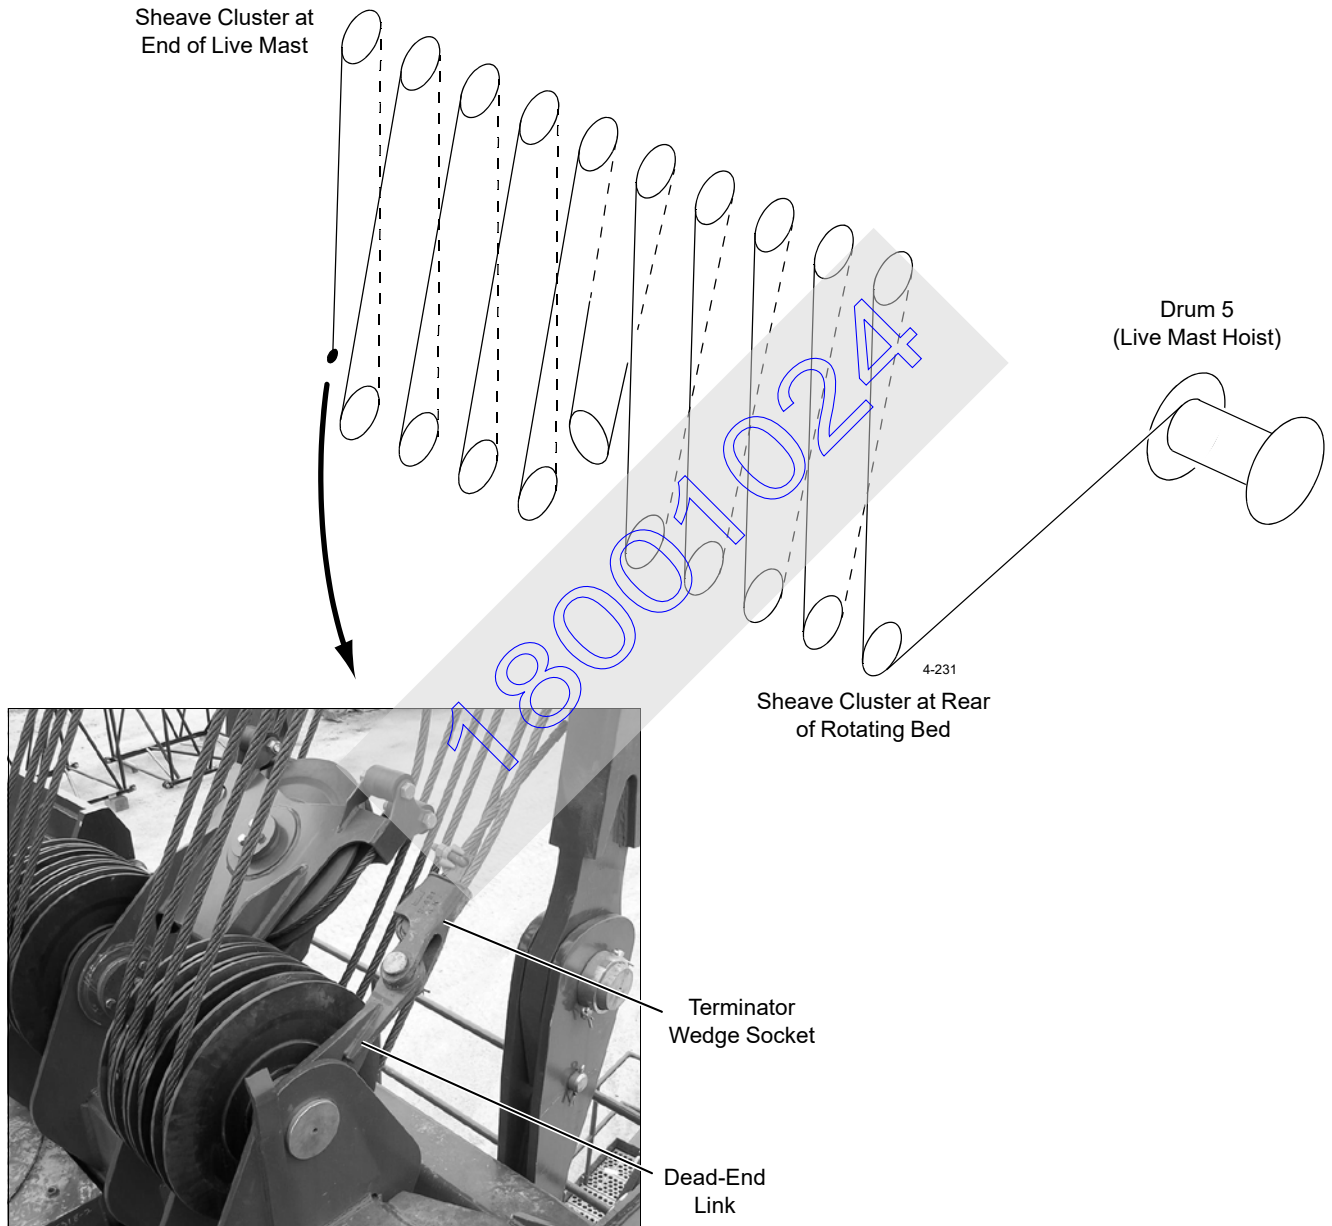 Sheave Cluster at
End of Live Mast
Drum 5
(Live Mast Hoist)
18001024
4-231
Sheave Cluster at Rear
of Rotating Bed
Terminator
Wedge Socket
Dead-End
Link